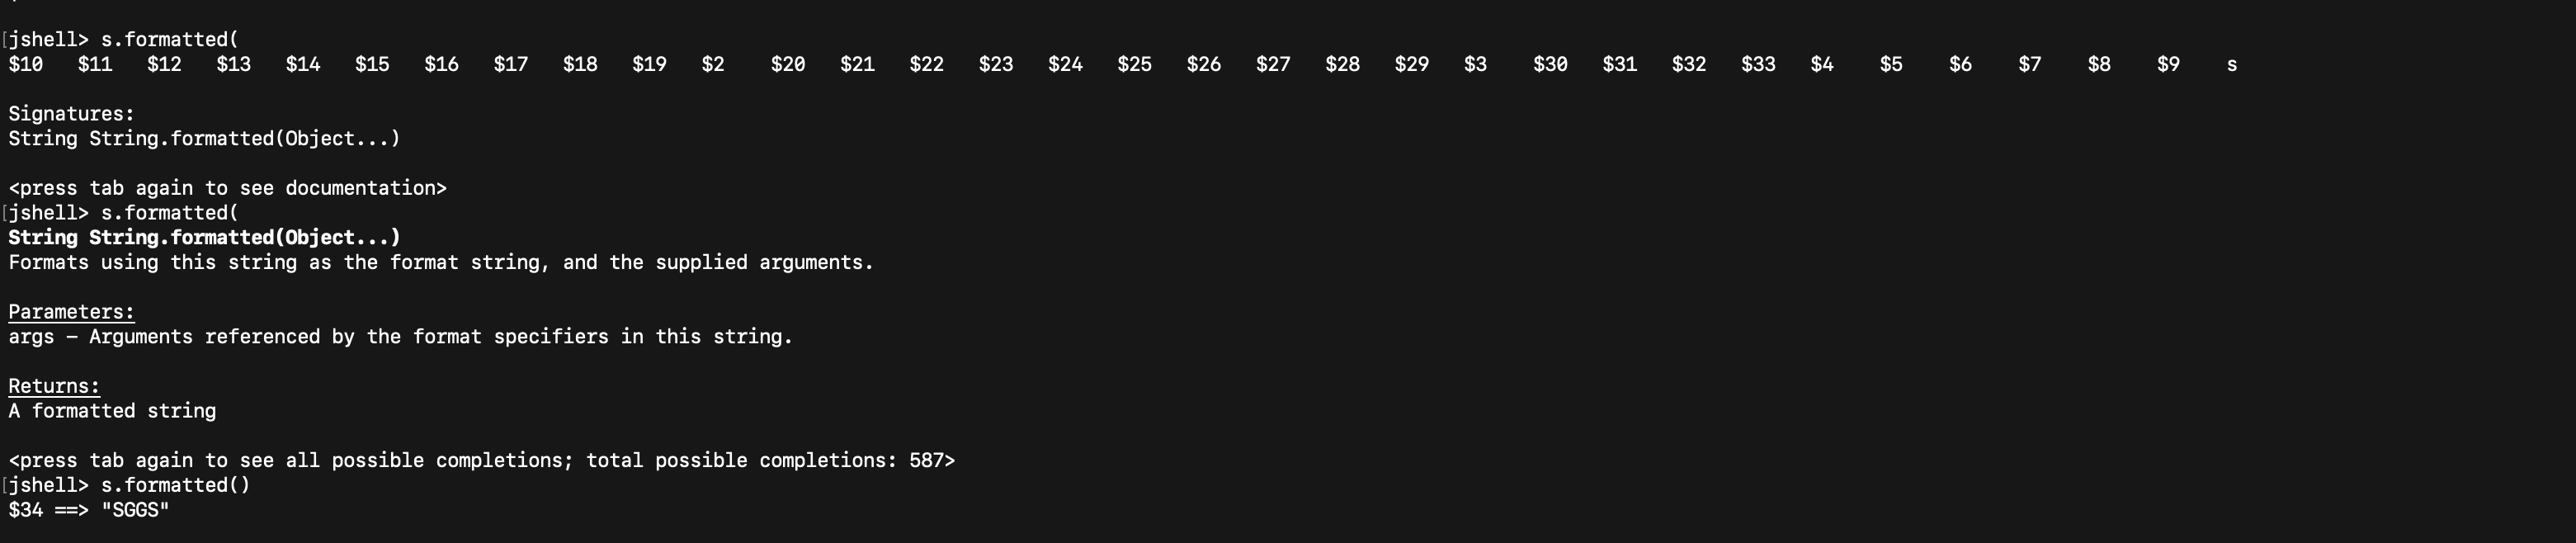 [jshell> s.formatted(
$10 $11 $12 $13 $14 $15 $16 $17 $18 $19 $2 $20 $21 $22 $23 $24 $25 $26 $27 $28 $29 $3 $30 $31 $32 $33 $4 $5 $6 $7 $8 $9 s
Signatures:
String String.formatted(Object...)
<press tab again to see documentation>
[jshell> s.formatted(
String String.formatted(Object...)
Formats using this string as the format string, and the supplied arguments.
Parameters:
args – Arguments referenced by the format specifiers in this string.
Returns:
A formatted string
<press tab again to see all possible completions; total possible completions: 587>
[jshell> s.formatted()
$34 ==> "SGGS"